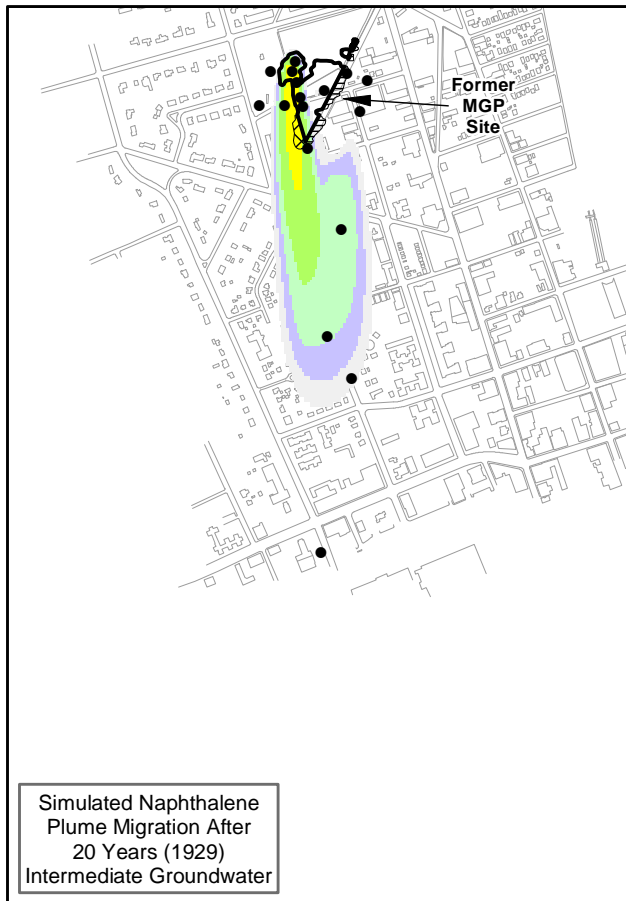 Former
MGP
Site
Simulated Naphthalene
Plume Migration After
20 Years (1929)
Intermediate Groundwater